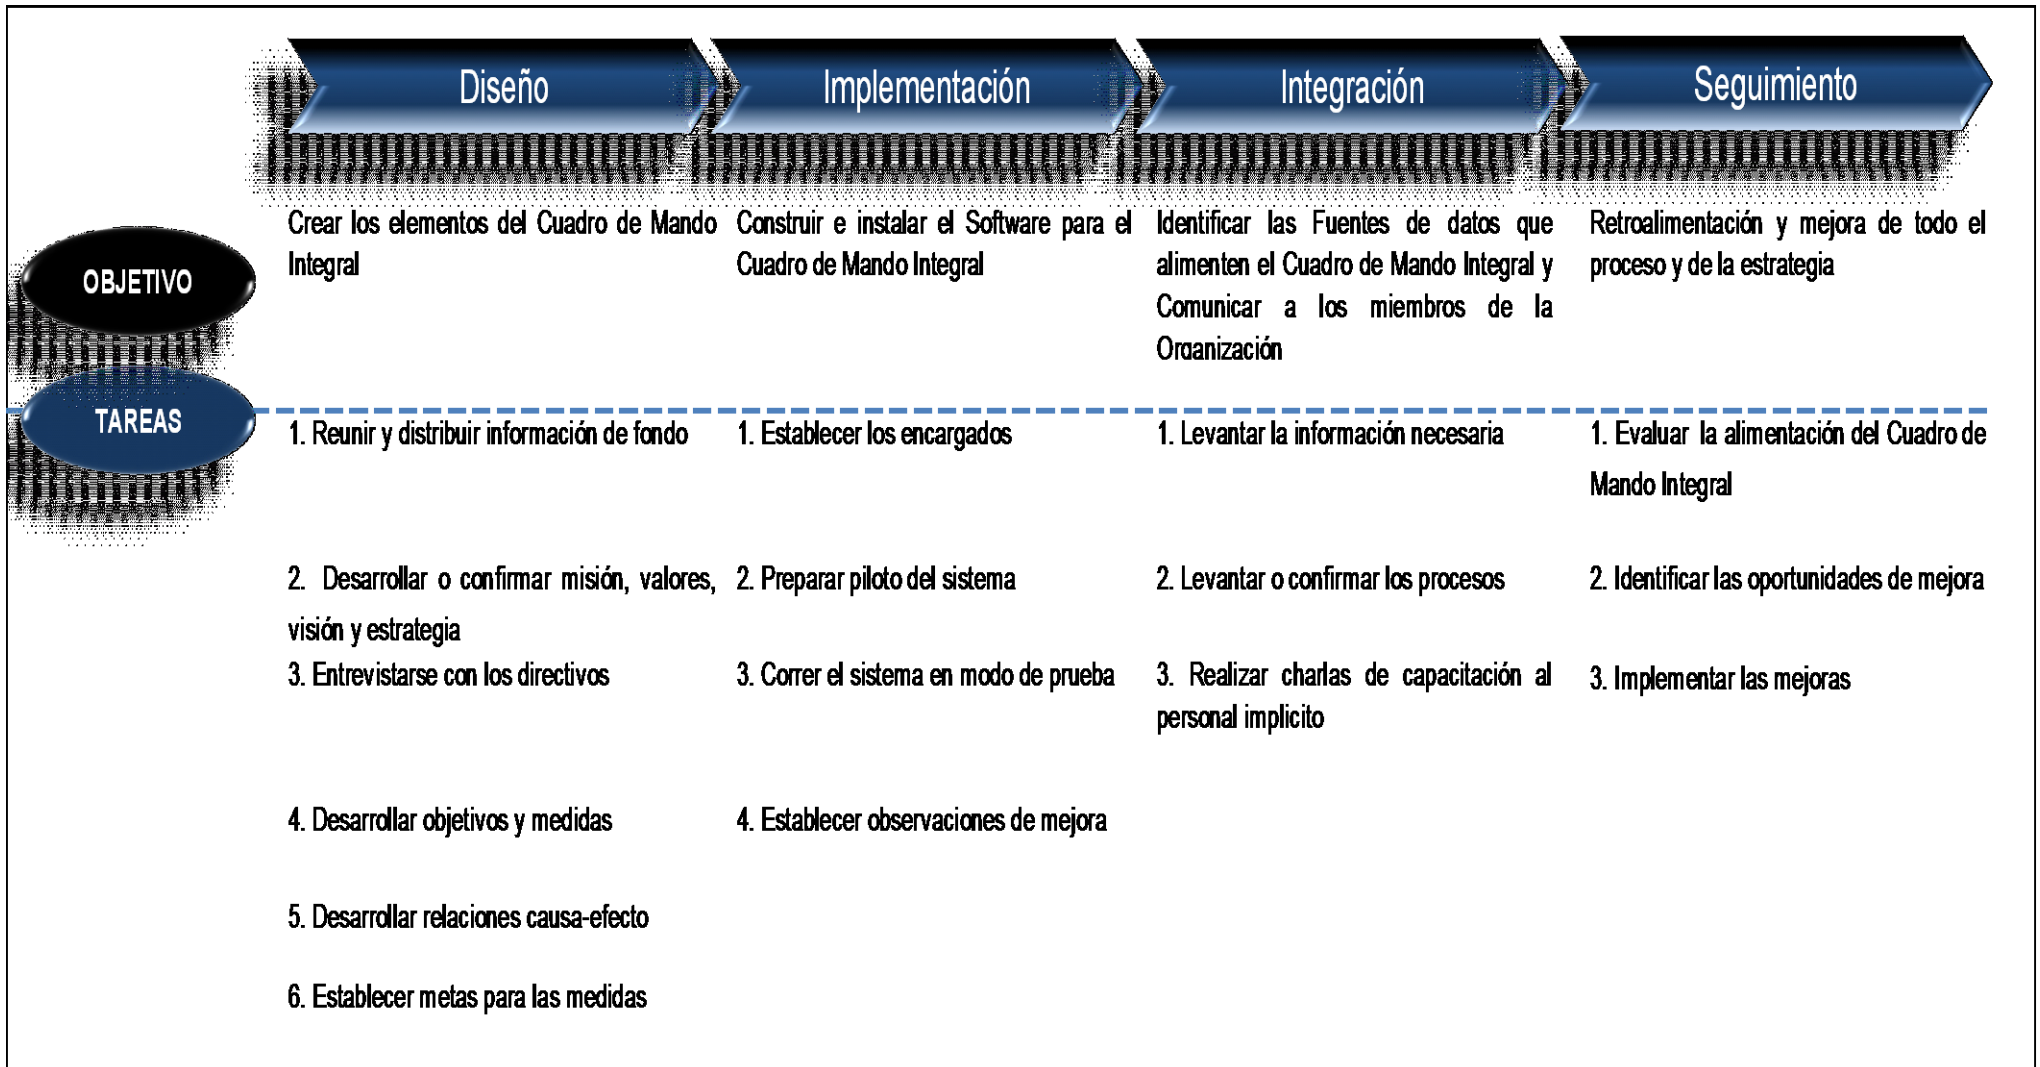 Diseño
Implementación
Integración
Seguimiento
OBJETIVO
Crear los elementos del Cuadro de Mando
Integral
Construir e instalar el Software para el
Cuadro de Mando Integral
Identificar las Fuentes de datos que
alimenten el Cuadro de Mando Integral y
Comunicar a los miembros de la
Organización
Retroalimentación y mejora de todo el
proceso y de la estrategia
TAREAS
1. Reunir y distribuir información de fondo
2. Desarrollar o confirmar misión, valores,
visión y estrategia
3. Entrevistarse con los directivos
4. Desarrollar objetivos y medidas
5. Desarrollar relaciones causa-efecto
6. Establecer metas para las medidas
1. Establecer los encargados
2. Preparar piloto del sistema
3. Correr el sistema en modo de prueba
4. Establecer observaciones de mejora
1. Levantar la información necesaria
2. Levantar o confirmar los procesos
3. Realizar charlas de capacitación al
personal implicito
1. Evaluar la alimentación del Cuadro de
Mando Integral
2. Identificar las oportunidades de mejora
3. Implementar las mejoras